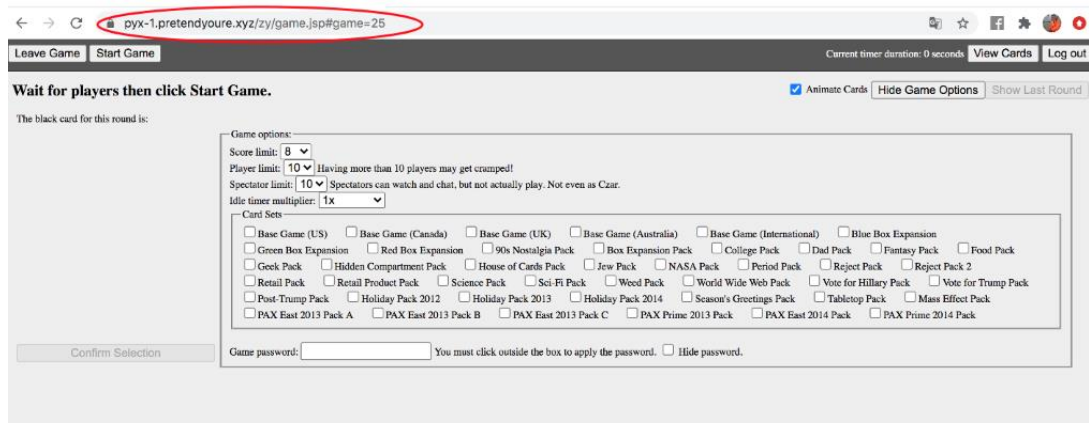 pyx-1.pretendyoure.xyz/zy/game.jsp#game=25
Leave Game Start Game Current timer duration: 0 seconds View Cards Log out
Wait for players then click Start Game. Animate Cards Hide Game Options Show Last Round
The black card for this round is:
Game options:
Score limit: 8
Player limit: 10 Having more than 10 players may get cramped!
Spectator limit: 10 Spectators can watch and chat, but not actually play. Not even as Czar.
Idle timer multiplier: 1x
Card Sets
Base Game (US) Base Game (Canada) Base Game (UK) Base Game (Australia) Base Game (International) Blue Box Expansion
Green Box Expansion Red Box Expansion 90s Nostalgia Pack Box Expansion Pack College Pack Dad Pack Fantasy Pack Food Pack
Geek Pack Hidden Compartment Pack House of Cards Pack Jew Pack NASA Pack Period Pack Reject Pack Reject Pack 2
Retail Pack Retail Product Pack Science Pack Sci-Fi Pack Weed Pack World Wide Web Pack Vote for Hillary Pack Vote for Trump Pack
Post-Trump Pack Holiday Pack 2012 Holiday Pack 2013 Holiday Pack 2014 Season's Greetings Pack Tabletop Pack Mass Effect Pack
PAX East 2013 Pack A PAX East 2013 Pack B PAX East 2013 Pack C PAX Prime 2013 Pack PAX East 2014 Pack PAX Prime 2014 Pack
Confirm Selection Game password: You must click outside the box to apply the password. Hide password.